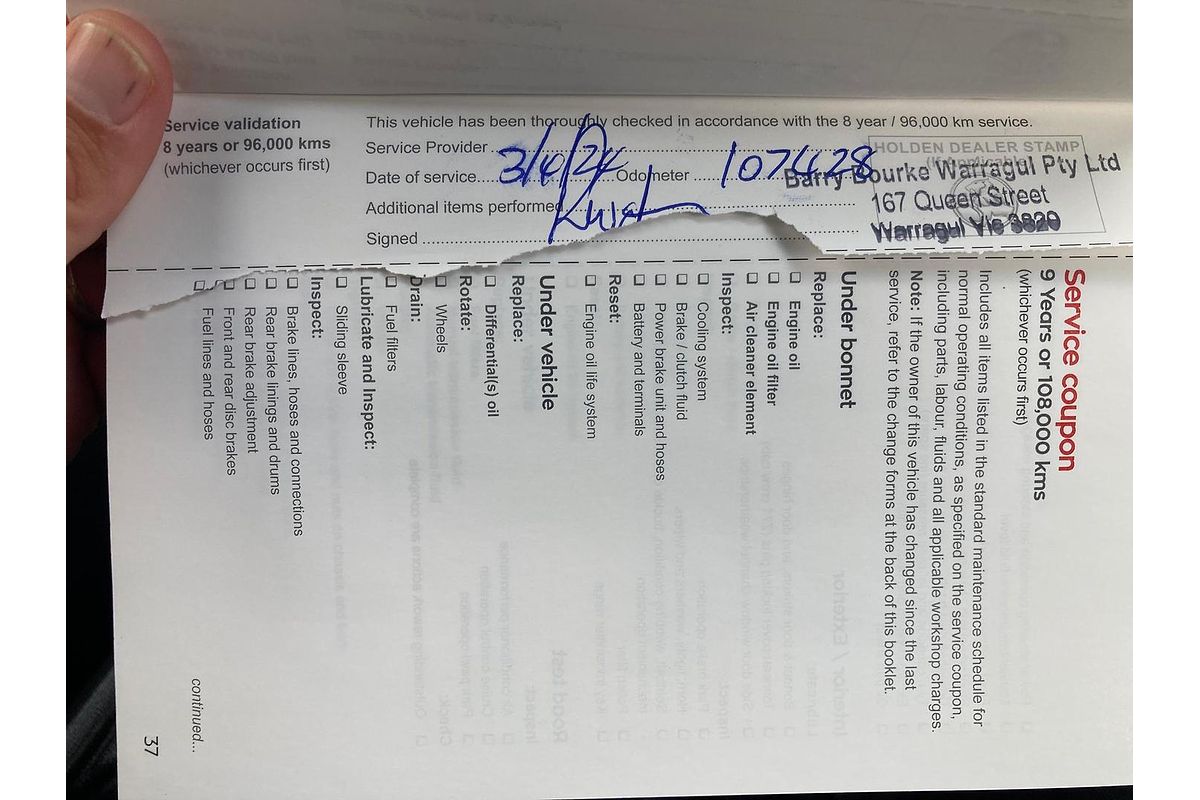 Service validation
8 years or 96,000 kms
(whichever occurs first)
This vehicle has been thoroughly checked in accordance with the 8 year / 96,000 km service.
Service Provider
Date of service 3/6/24 Odometer 107428
Additional items performed
Signed
HOLDEN DEALER STAMP
(If Applicable)
Barry Bourke Warragul Pty Ltd
167 Queen Street
Warragul Vic 3820
Service coupon
9 Years or 108,000 kms
(whichever occurs first)
Includes all items listed in the standard maintenance schedule for
normal operating conditions, as specified on the service coupon,
including parts, labour, fluids and all applicable workshop charges.
Note: If the owner of this vehicle has changed since the last
service, refer to the change forms at the back of this booklet.
Under bonnet
Replace:
Engine oil
Engine oil filter
Air cleaner element
Inspect:
Cooling system
Brake / clutch fluid
Power brake unit and hoses
Battery and terminals
Reset:
Engine oil life system
Under vehicle
Replace:
Differential(s) oil
Rotate:
Wheels
Drain:
Fuel filters
Lubricate and Inspect:
Sliding sleeve
Inspect:
Brake lines, hoses and connections
Rear brake linings and drums
Rear brake adjustment
Front and rear disc brakes
Fuel lines and hoses
continued...
37